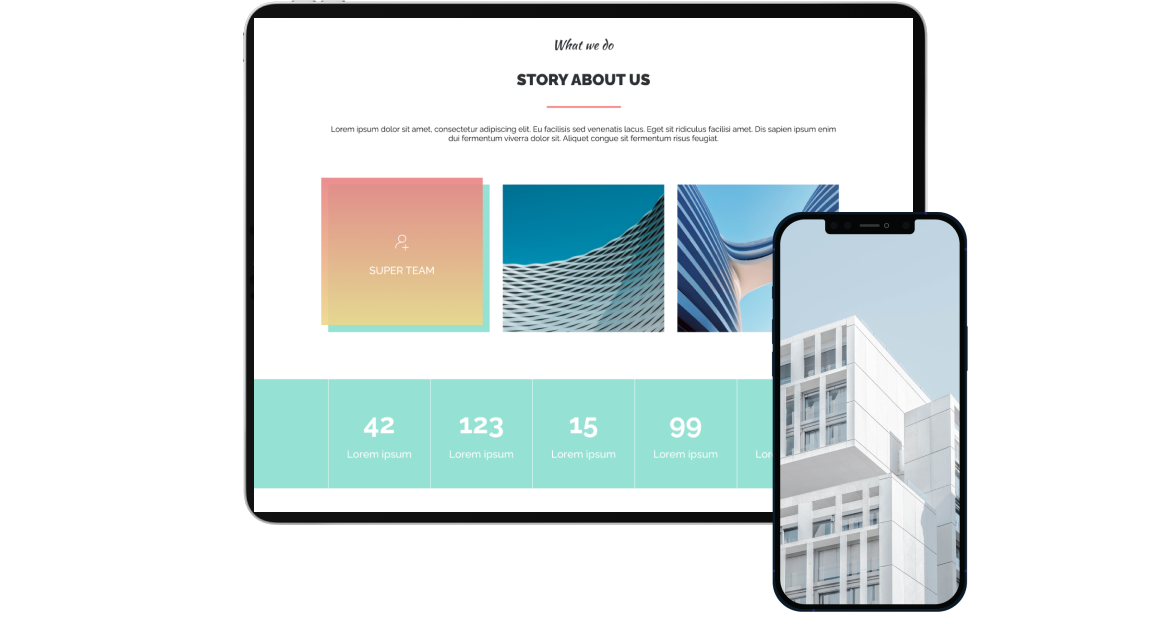 What we do
STORY ABOUT US
Lorem ipsum dolor sit amet, consectetur adipiscing elit. Eu facilisis sed venenatis lacus. Eget sit ridiculus facilisi amet. Dis sapien ipsum enim
dui fermentum viverra dolor sit. Aliquet congue sit fermentum risus feugiat.
SUPER TEAM
42 123 15 99
Lorem ipsum Lorem ipsum Lorem ipsum Lorem ipsum